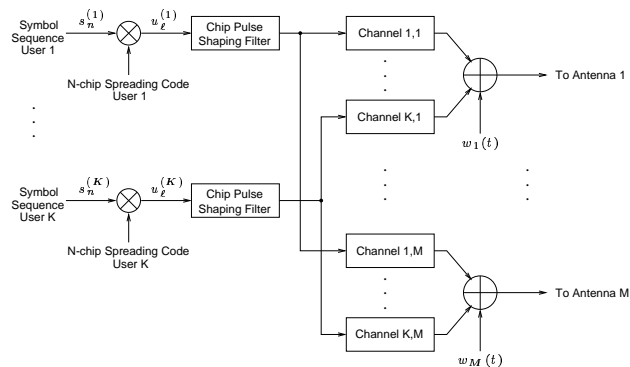 Symbol
Sequence
User 1
s_n^{(1)}
u_ℓ^{(1)}
N-chip Spreading Code
User 1
Chip Pulse
Shaping Filter
Channel 1,1
Channel K,1
w_1(t)
To Antenna 1
Symbol
Sequence
User K
s_n^{(K)}
u_ℓ^{(K)}
N-chip Spreading Code
User K
Chip Pulse
Shaping Filter
Channel 1,M
Channel K,M
w_M(t)
To Antenna M